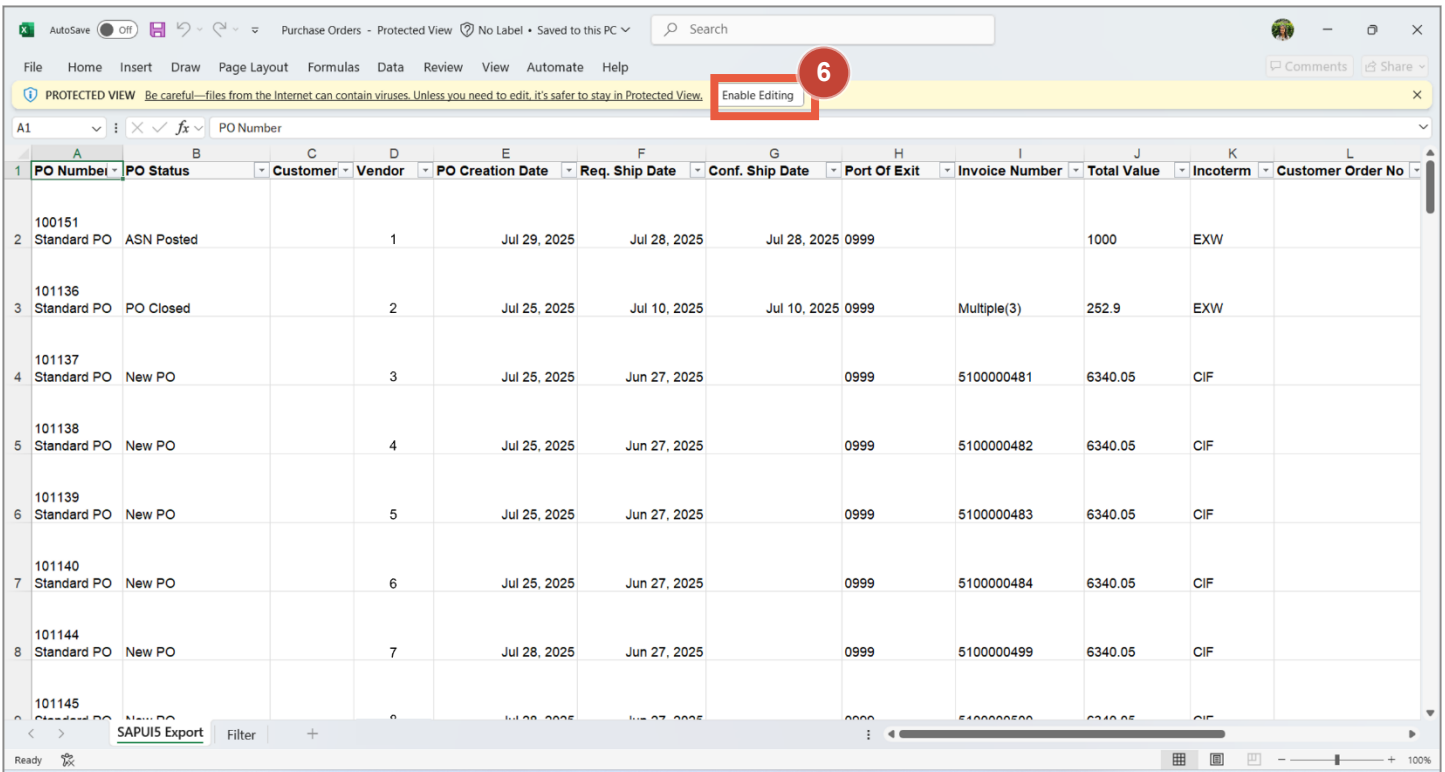 AutoSave Off Purchase Orders - Protected View No Label • Saved to this PC Search
File Home Insert Draw Page Layout Formulas Data Review View Automate Help Comments Share
6
PROTECTED VIEW Be careful—files from the Internet can contain viruses. Unless you need to edit, it's safer to stay in Protected View. Enable Editing
A1 fx PO Number
A B C D E F G H I J K L
1 PO Number PO Status Customer Vendor PO Creation Date Req. Ship Date Conf. Ship Date Port Of Exit Invoice Number Total Value Incoterm Customer Order No
100151
2 Standard PO ASN Posted 1 Jul 29, 2025 Jul 28, 2025 Jul 28, 2025 0999 1000 EXW
101136
3 Standard PO PO Closed 2 Jul 25, 2025 Jul 10, 2025 Jul 10, 2025 0999 Multiple(3) 252.9 EXW
101137
4 Standard PO New PO 3 Jul 25, 2025 Jun 27, 2025 0999 5100000481 6340.05 CIF
101138
5 Standard PO New PO 4 Jul 25, 2025 Jun 27, 2025 0999 5100000482 6340.05 CIF
101139
6 Standard PO New PO 5 Jul 25, 2025 Jun 27, 2025 0999 5100000483 6340.05 CIF
101140
7 Standard PO New PO 6 Jul 25, 2025 Jun 27, 2025 0999 5100000484 6340.05 CIF
101144
8 Standard PO New PO 7 Jul 28, 2025 Jun 27, 2025 0999 5100000499 6340.05 CIF
101145
SAPUI5 Export Filter
Ready 100%